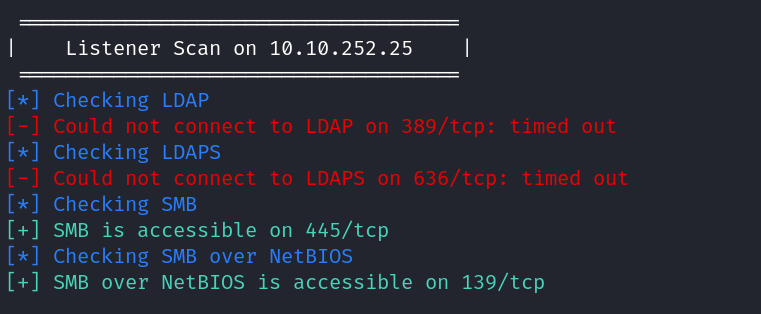 =====================================
|    Listener Scan on 10.10.252.25    |
=====================================
[*] Checking LDAP
[-] Could not connect to LDAP on 389/tcp: timed out
[*] Checking LDAPS
[-] Could not connect to LDAPS on 636/tcp: timed out
[*] Checking SMB
[+] SMB is accessible on 445/tcp
[*] Checking SMB over NetBIOS
[+] SMB over NetBIOS is accessible on 139/tcp